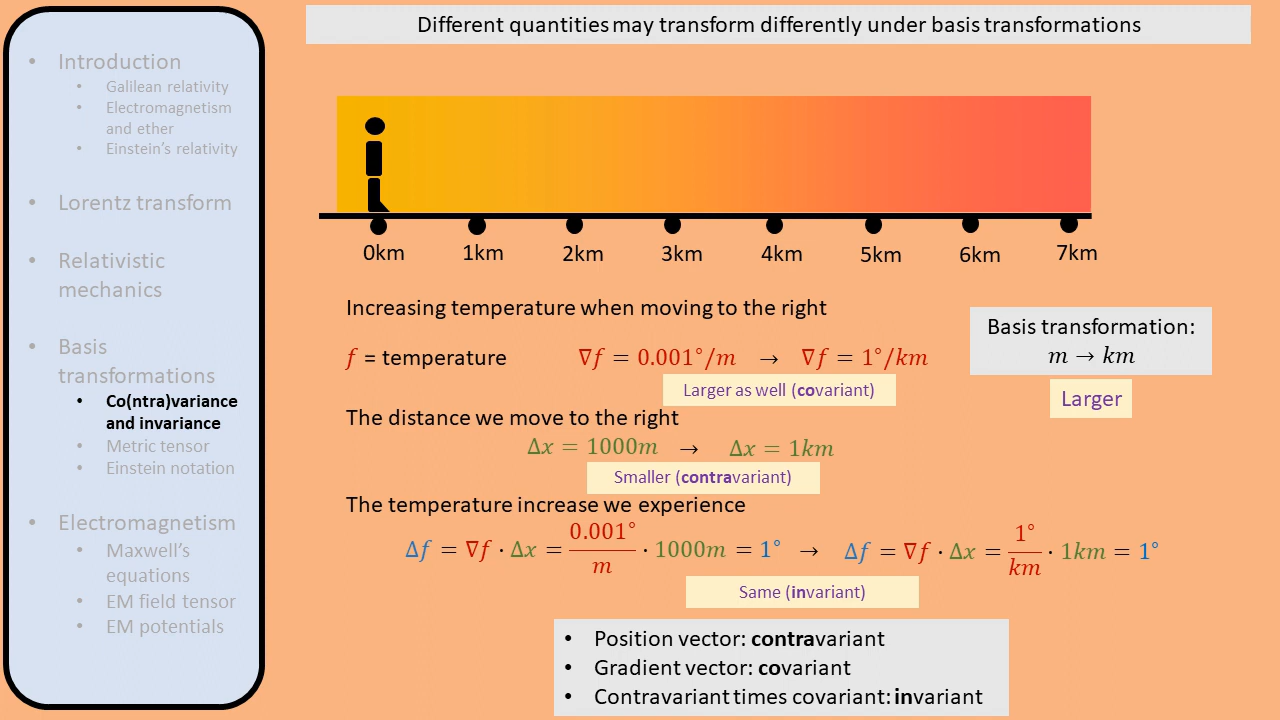 Different quantities may transform differently under basis transformations
• Introduction
• Galilean relativity
• Electromagnetism
and ether
• Einstein's relativity
• Lorentz transform
• Relativistic
mechanics
• Basis
transformations
• Co(ntra)variance
and invariance
• Metric tensor
• Einstein notation
• Electromagnetism
• Maxwell's
equations
• EM field tensor
• EM potentials
0km 1km 2km 3km 4km 5km 6km 7km
Increasing temperature when moving to the right
f = temperature ∇f = 0.001°/m → ∇f = 1°/km
Larger as well (covariant)
Basis transformation:
m → km
Larger
The distance we move to the right
Δx = 1000m → Δx = 1km
Smaller (contravariant)
The temperature increase we experience
Δf = ∇f · Δx = 0.001°/m · 1000m = 1° → Δf = ∇f · Δx = 1°/km · 1km = 1°
Same (invariant)
• Position vector: contravariant
• Gradient vector: covariant
• Contravariant times covariant: invariant